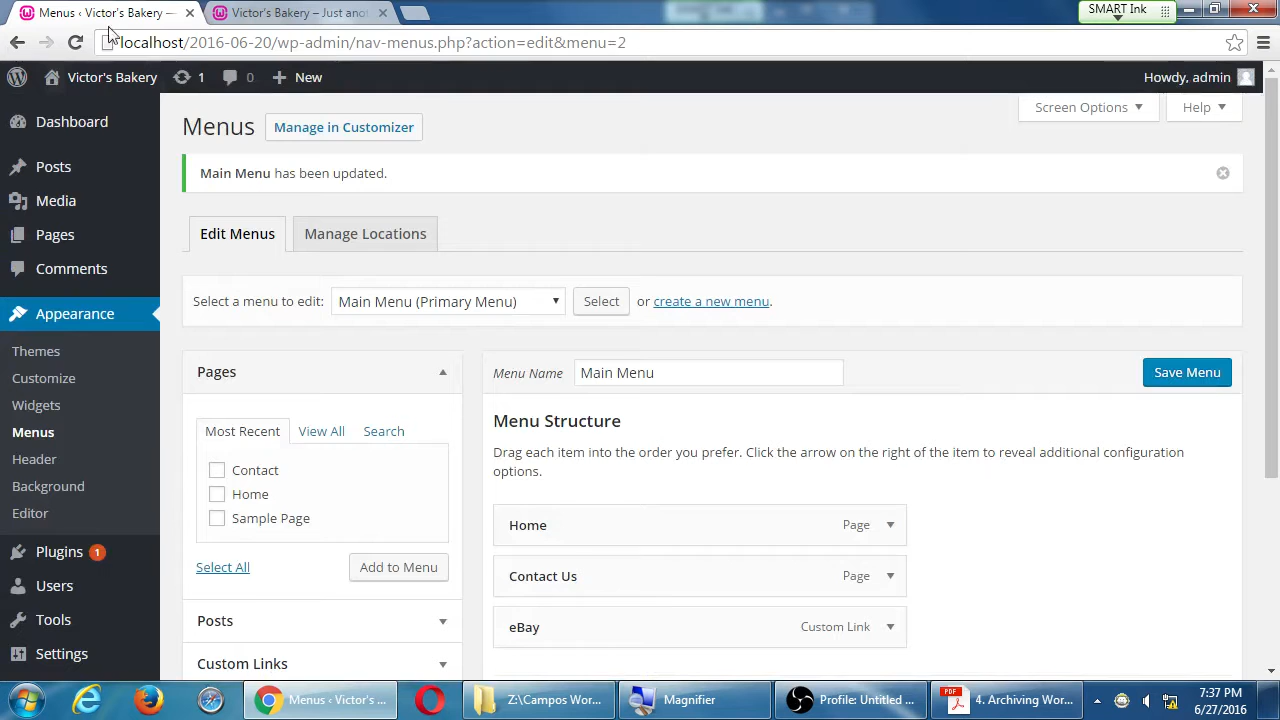 Menus ‹ Victor's Bakery —
Victor's Bakery – Just anot
SMART Ink
localhost/2016-06-20/wp-admin/nav-menus.php?action=edit&menu=2
Victor's Bakery
1
0
New
Howdy, admin
Dashboard
Posts
Media
Pages
Comments
Appearance
Themes
Customize
Widgets
Menus
Header
Background
Editor
Plugins 1
Users
Tools
Settings
Screen Options
Help
Menus
Manage in Customizer
Main Menu has been updated.
Edit Menus
Manage Locations
Select a menu to edit:
Main Menu (Primary Menu)
Select
or create a new menu.
Pages
Most Recent
View All
Search
Contact
Home
Sample Page
Select All
Add to Menu
Posts
Custom Links
Menu Name
Main Menu
Save Menu
Menu Structure
Drag each item into the order you prefer. Click the arrow on the right of the item to reveal additional configuration
options.
Home
Page
Contact Us
Page
eBay
Custom Link
Menus ‹ Victor's ...
Z:\Campos Wor...
Magnifier
Profile: Untitled ...
PDF
4. Archiving Wor...
7:37 PM
6/27/2016